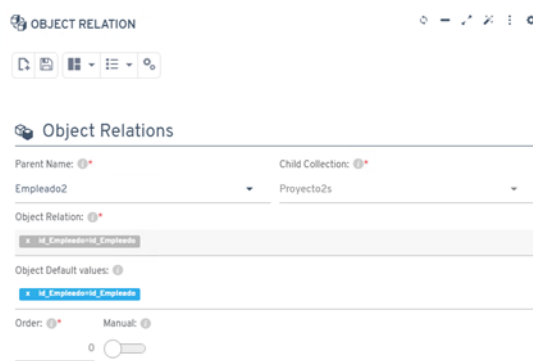 OBJECT RELATION
Object Relations
Parent Name: *
Child Collection: *
Empleado2
Proyecto2s
Object Relation: *
x Id_Empleado=Id_Empleado
Object Default values:
x Id_Empleado=Id_Empleado
Order: *
Manual:
0